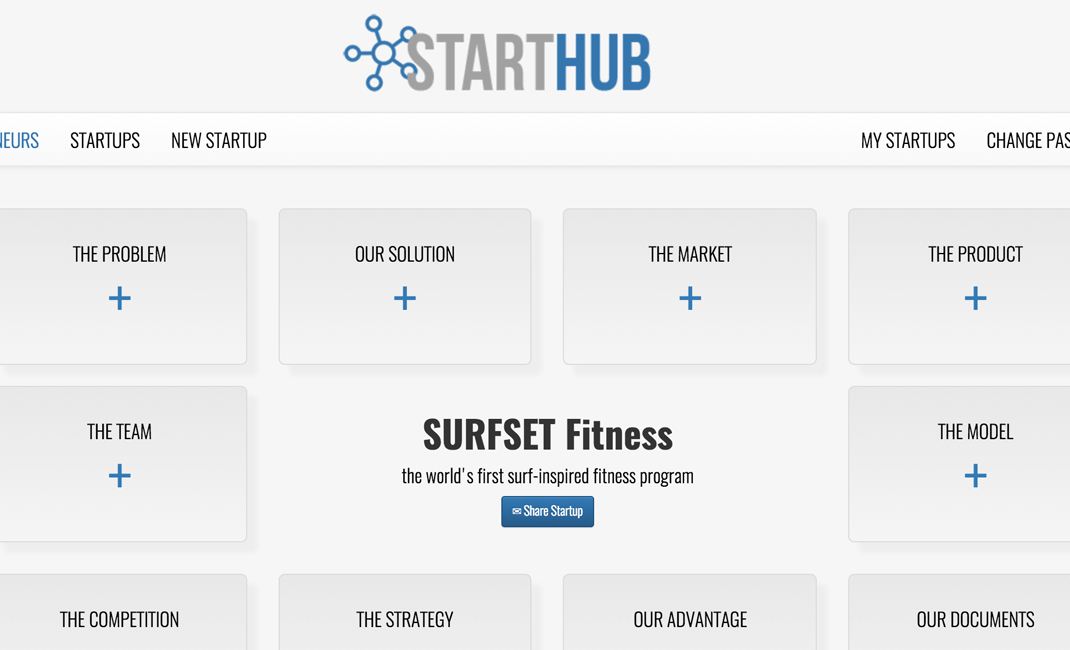 STARTHUB
NEURS STARTUPS NEW STARTUP MY STARTUPS CHANGE PAS
THE PROBLEM OUR SOLUTION THE MARKET THE PRODUCT
+ + + +
THE TEAM THE MODEL
+ +
SURFSET Fitness
the world's first surf-inspired fitness program
✉ Share Startup
THE COMPETITION THE STRATEGY OUR ADVANTAGE OUR DOCUMENTS